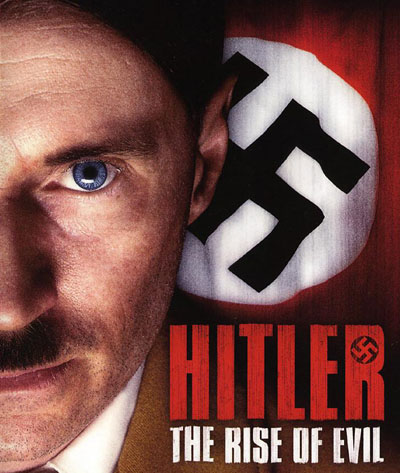 HITLER
THE RISE OF EVIL